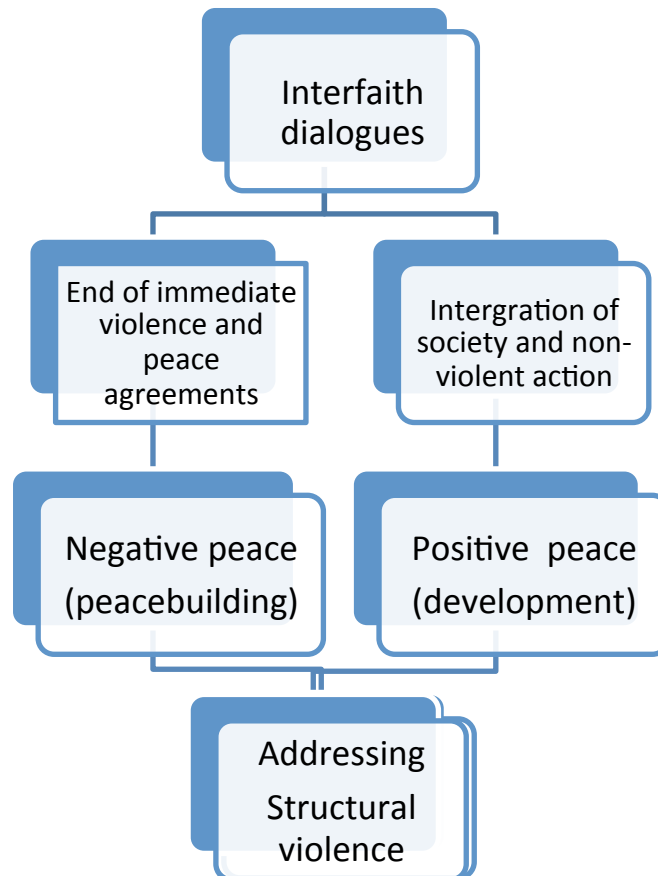 Interfaith
dialogues
End of immediate
violence and
peace
agreements
Intergration of
society and non-
violent action
Negative peace
(peacebuilding)
Positive  peace
(development)
Addressing
Structural
violence